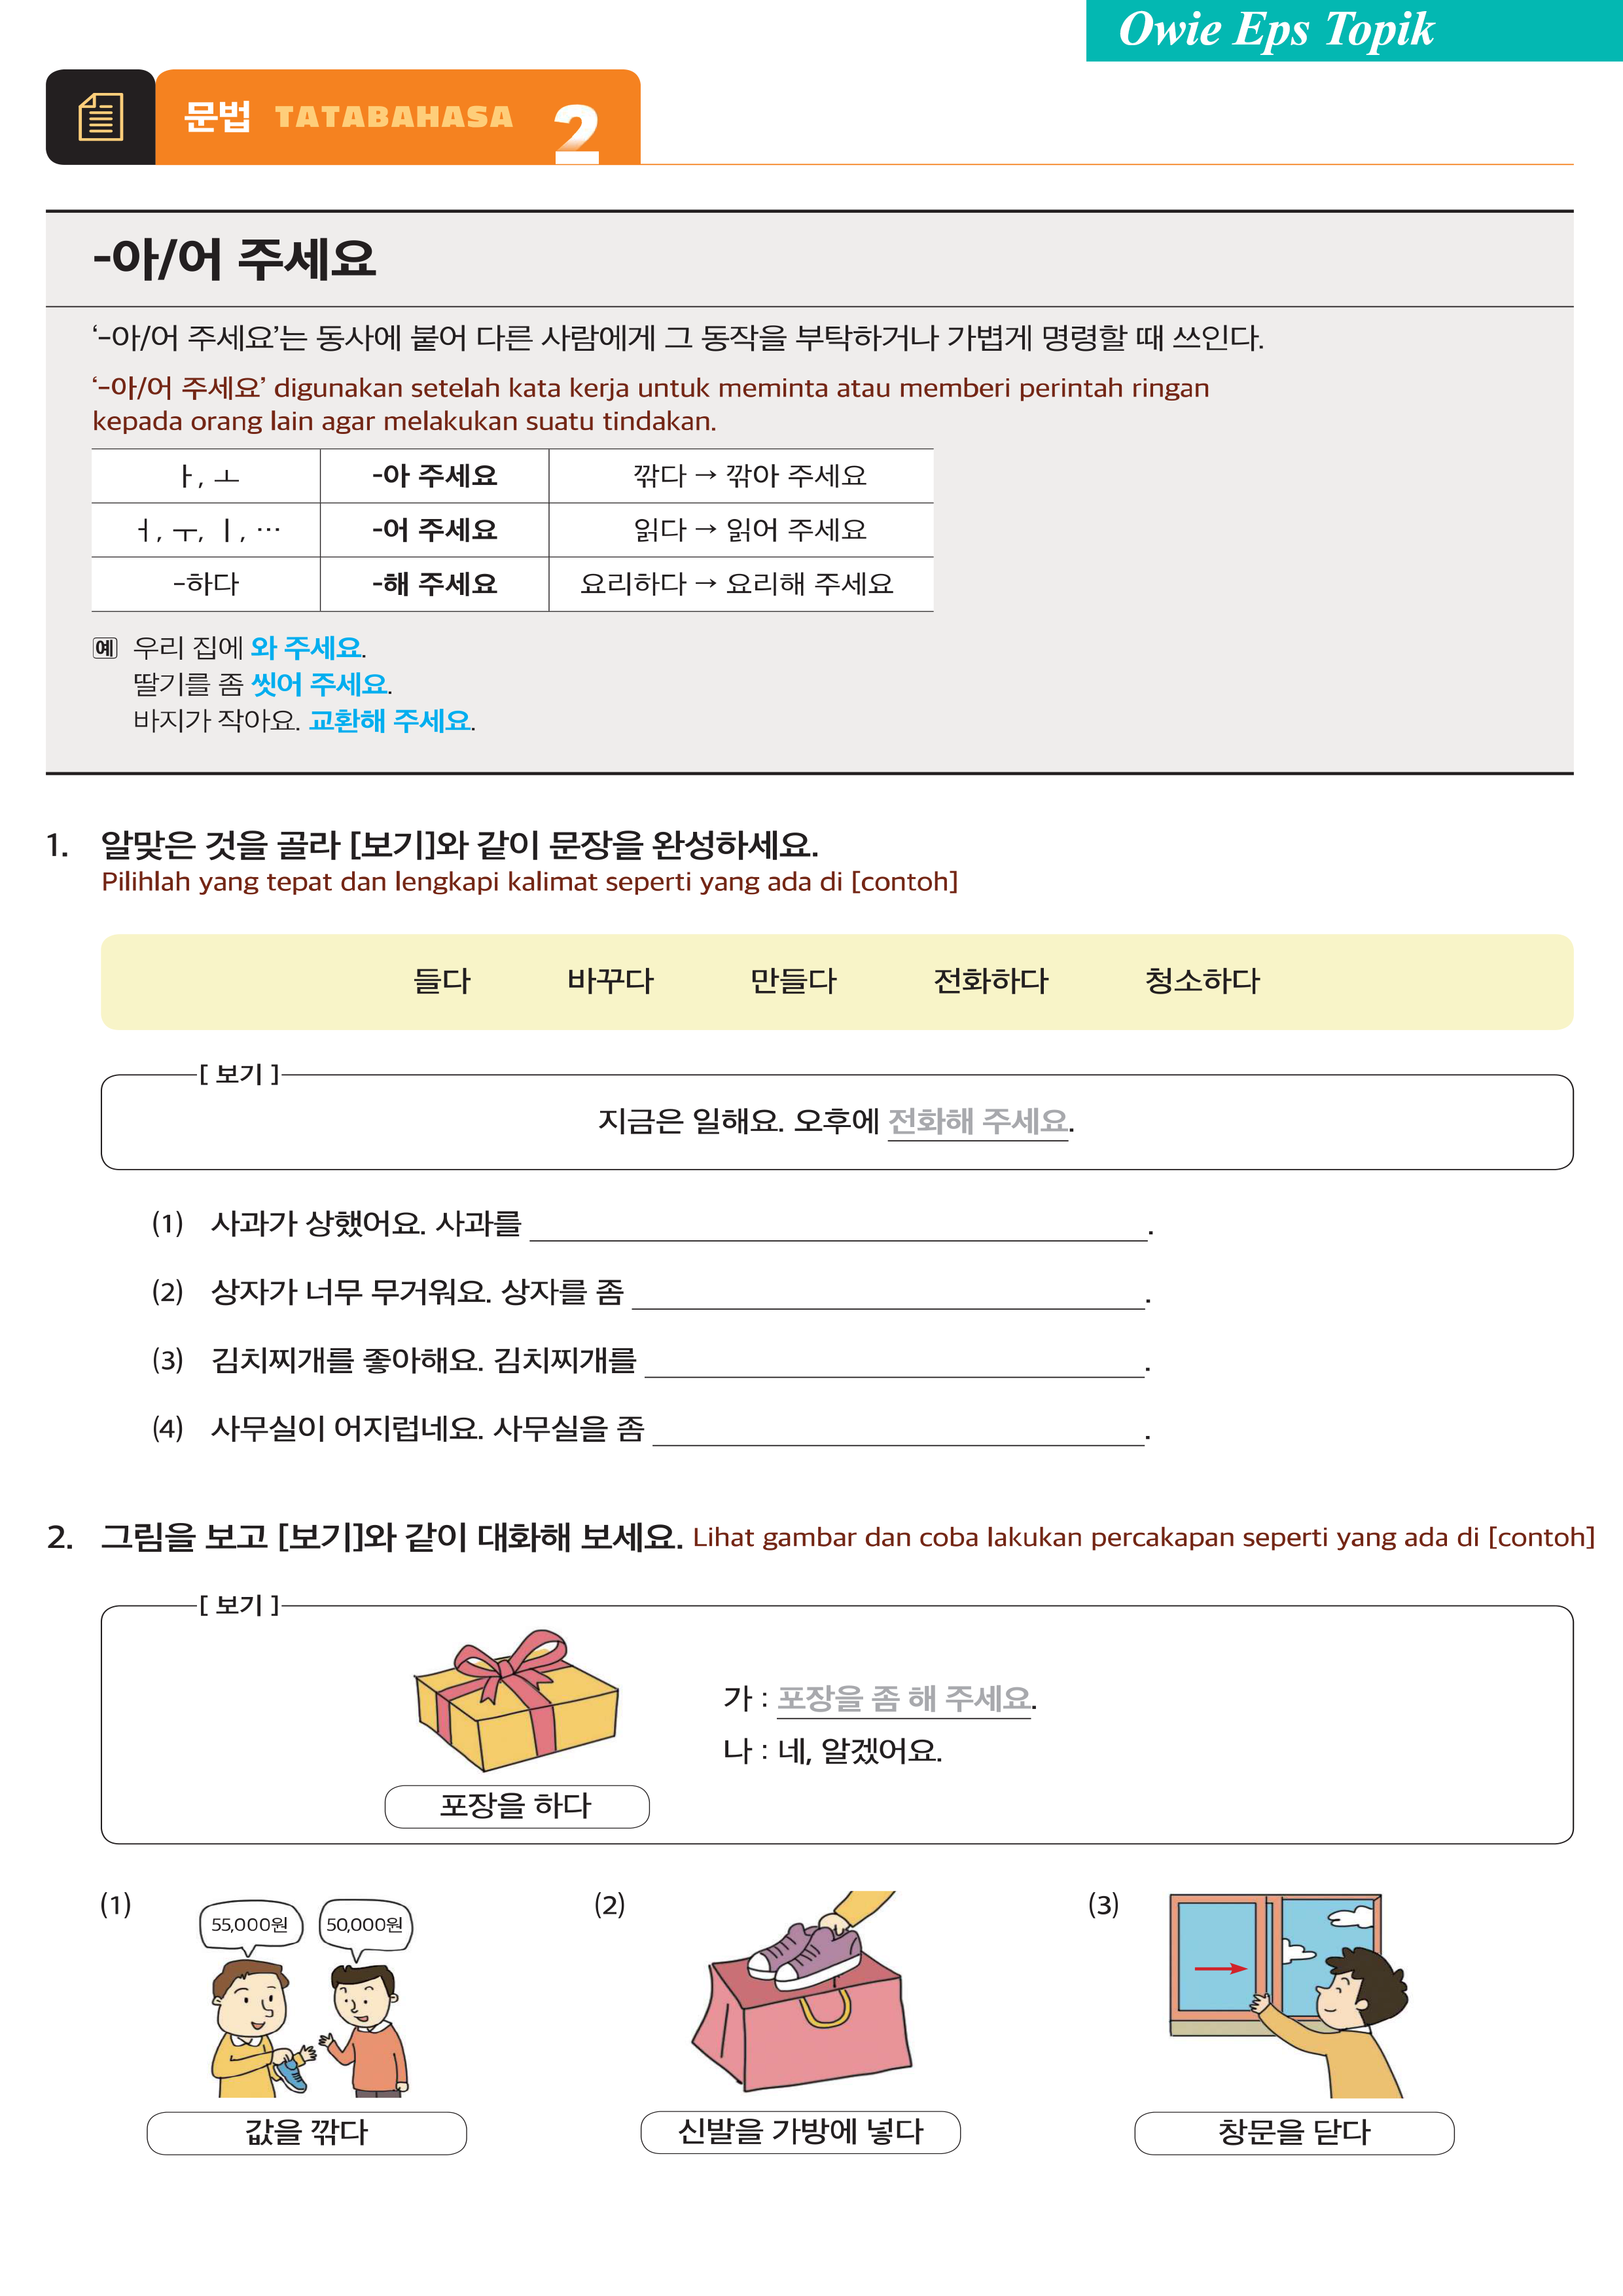 Owie Eps Topik
문법 TATABAHASA 2
-아/어 주세요
‘-아/어 주세요’는 동사에 붙어 다른 사람에게 그 동작을 부탁하거나 가볍게 명령할 때 쓰인다.
‘-아/어 주세요’ digunakan setelah kata kerja untuk meminta atau memberi perintah ringan
kepada orang lain agar melakukan suatu tindakan.
ㅏ, ㅗ -아 주세요 깎다 → 깎아 주세요
ㅓ, ㅜ, ㅣ, … -어 주세요 읽다 → 읽어 주세요
-하다 -해 주세요 요리하다 → 요리해 주세요
예 우리 집에 와 주세요.
딸기를 좀 씻어 주세요.
바지가 작아요. 교환해 주세요.
1. 알맞은 것을 골라 [보기]와 같이 문장을 완성하세요.
Pilihlah yang tepat dan lengkapi kalimat seperti yang ada di [contoh]
들다 바꾸다 만들다 전화하다 청소하다
[ 보기 ]
지금은 일해요. 오후에 전화해 주세요.
(1) 사과가 상했어요. 사과를 .
(2) 상자가 너무 무거워요. 상자를 좀 .
(3) 김치찌개를 좋아해요. 김치찌개를 .
(4) 사무실이 어지럽네요. 사무실을 좀 .
2. 그림을 보고 [보기]와 같이 대화해 보세요. Lihat gambar dan coba lakukan percakapan seperti yang ada di [contoh]
[ 보기 ]
가 : 포장을 좀 해 주세요.
나 : 네, 알겠어요.
포장을 하다
(1) (2) (3)
55,000원 50,000원
값을 깎다 신발을 가방에 넣다 창문을 닫다